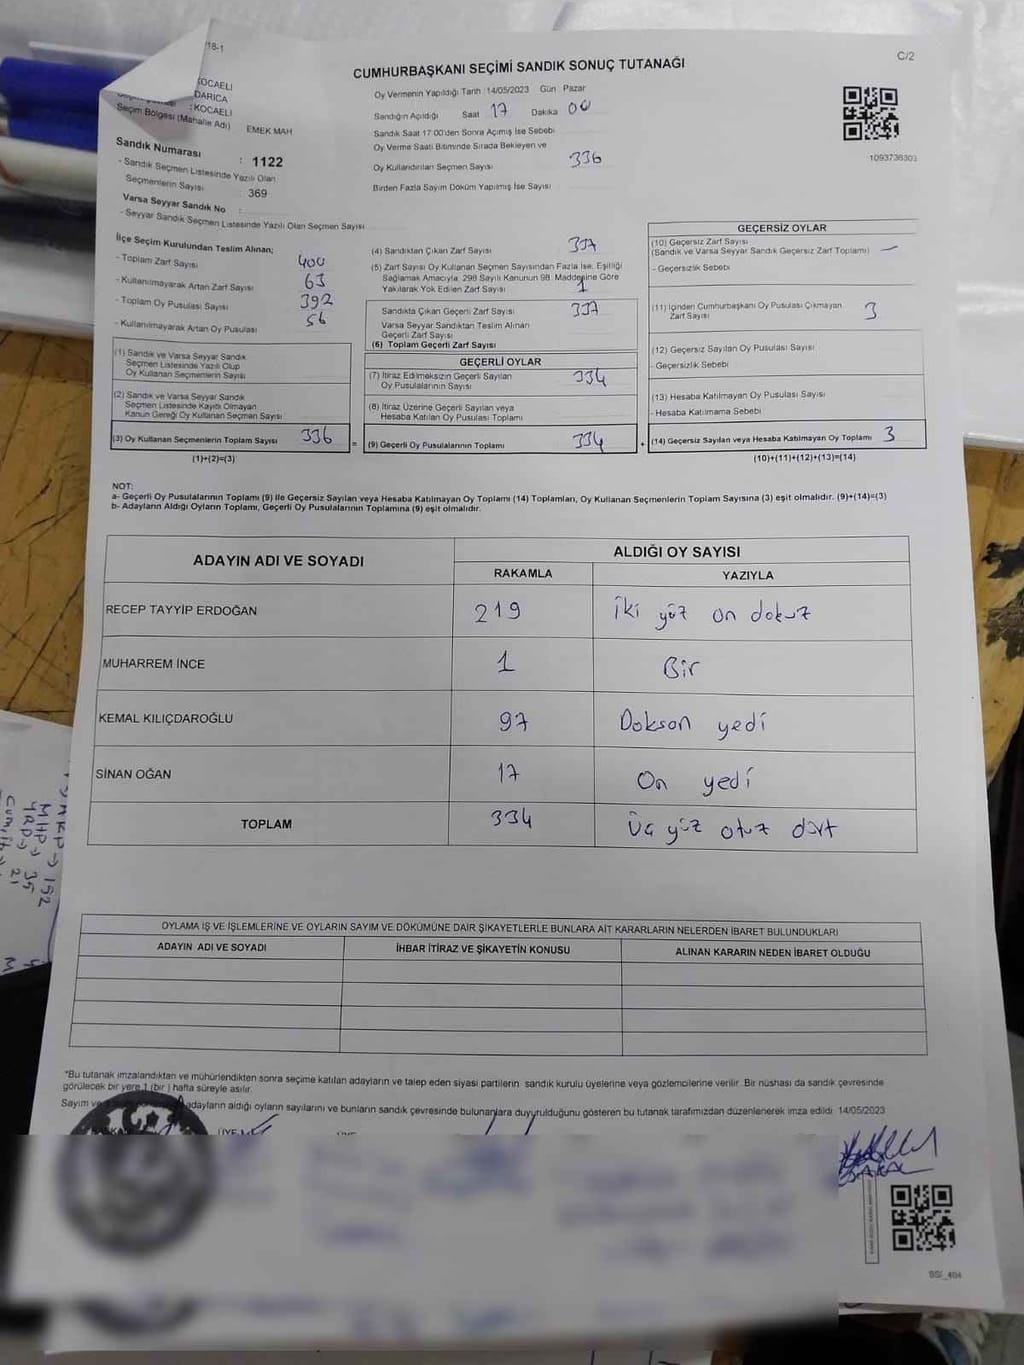 18-1
C/2
CUMHURBAŞKANI SEÇİMİ SANDIK SONUÇ TUTANAĞI
KOCAELİ
DARICA
: KOCAELİ
Seçim Bölgesi (Mahalle Adı) EMEK MAH
Sandık Numarası : 1122
- Sandık Seçmen Listesinde Yazılı Olan
Seçmenlerin Sayısı : 369
Varsa Seyyar Sandık No :
- Seyyar Sandık Seçmen Listesinde Yazılı Olan Seçmen Sayısı
Oy Vermenin Yapıldığı Tarih :14/05/2023 Gün Pazar
Sandığın Açıldığı Saat 17 Dakika 00
Sandık Saat 17:00'den Sonra Açımış İse Sebebi
Oy Verme Saati Bitiminde Sırada Bekleyen ve
Oy Kullandırılan Seçmen Sayısı 336
Birden Fazla Sayım Döküm Yapılmış İse Sayısı
1093736303
İlçe Seçim Kurulundan Teslim Alınan;
- Toplam Zarf Sayısı 400
- Kullanılmayarak Artan Zarf Sayısı 63
- Toplam Oy Pusulası Sayısı 392
- Kullanılmayarak Artan Oy Pusulası 56
(1) Sandık ve Varsa Seyyar Sandık
Seçmen Listesinde Yazılı Olup
Oy Kullanan Seçmenlerin Sayısı
(2) Sandık ve Varsa Seyyar Sandık
Seçmen Listesinde Kaydı Olmayan
Kanun Gereği Oy Kullanan Seçmen Sayısı
(3) Oy Kullanan Seçmenlerin Toplam Sayısı 336
(1)+(2)=(3)
(4) Sandıktan Çıkan Zarf Sayısı 337
(5) Zarf Sayısı Oy Kullanan Seçmen Sayısından Fazla İse, Eşitliği
Sağlamak Amacıyla, 298 Sayılı Kanunun 98. Maddesine Göre
Yakılarak Yok Edilen Zarf Sayısı 1
Sandıkta Çıkan Geçerli Zarf Sayısı 337
Varsa Seyyar Sandıktan Teslim Alınan
Geçerli Zarf Sayısı
(6) Toplam Geçerli Zarf Sayısı
GEÇERLİ OYLAR
(7) İtiraz Edilmeksizin Geçerli Sayılan
Oy Pusulalarının Sayısı 334
(8) İtiraz Üzerine Geçerli Sayılan veya
Hesaba Katılan Oy Pusulası Toplamı
= (9) Geçerli Oy Pusulalarının Toplamı 334 +
GEÇERSİZ OYLAR
(10) Geçersiz Zarf Sayısı
(Sandık ve Varsa Seyyar Sandık Geçersiz Zarf Toplamı) —
- Geçersizlik Sebebi
(11) İçinden Cumhurbaşkanı Oy Pusulası Çıkmayan
Zarf Sayısı 3
(12) Geçersiz Sayılan Oy Pusulası Sayısı
- Geçersizlik Sebebi
(13) Hesaba Katılmayan Oy Pusulası Sayısı
- Hesaba Katılmama Sebebi
(14) Geçersiz Sayılan veya Hesaba Katılmayan Oy Toplamı 3
(10)+(11)+(12)+(13)=(14)
NOT:
a- Geçerli Oy Pusulalarının Toplamı (9) ile Geçersiz Sayılan veya Hesaba Katılmayan Oy Toplamı (14) Toplamları, Oy Kullanan Seçmenlerin Toplam Sayısına (3) eşit olmalıdır. (9)+(14)=(3)
b- Adayların Aldığı Oyların Toplamı, Geçerli Oy Pusulalarının Toplamına (9) eşit olmalıdır.
ADAYIN ADI VE SOYADI ALDIĞI OY SAYISI
RAKAMLA YAZIYLA
RECEP TAYYİP ERDOĞAN 219 İki yüz on dokuz
MUHARREM İNCE 1 Bir
KEMAL KILIÇDAROĞLU 97 Doksan yedi
SİNAN OĞAN 17 On yedi
TOPLAM 334 Üç yüz otuz dört
MHP→ 35
YRP→ 21
152
OYLAMA İŞ VE İŞLEMLERİNE VE OYLARIN SAYIM VE DÖKÜMÜNE DAİR ŞİKAYETLERLE BUNLARA AİT KARARLARIN NELERDEN İBARET BULUNDUKLARI
ADAYIN ADI VE SOYADI İHBAR İTİRAZ VE ŞİKAYETİN KONUSU ALINAN KARARIN NEDEN İBARET OLDUĞU
*Bu tutanak imzalandıktan ve mühürlendikten sonra seçime katılan adayların ve talep eden siyasi partilerin sandık kurulu üyelerine veya gözlemcilerine verilir. Bir nüshası da sandık çevresinde
görülecek bir yere 1 (bir) hafta süreyle asılır.
Sayım ve adayların aldığı oyların sayılarını ve bunların sandık çevresinde bulunanlara duyurulduğunu gösteren bu tutanak tarafımızdan düzenlenerek imza edildi. 14/05/2023
BAŞKAN ÜYE ÜYE
BSI_404